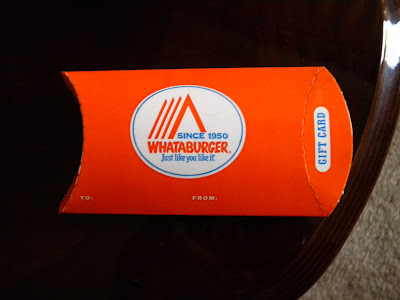 SINCE 1950
WHATABURGER®
Just like you like it.
GIFT CARD
TO:
FROM: